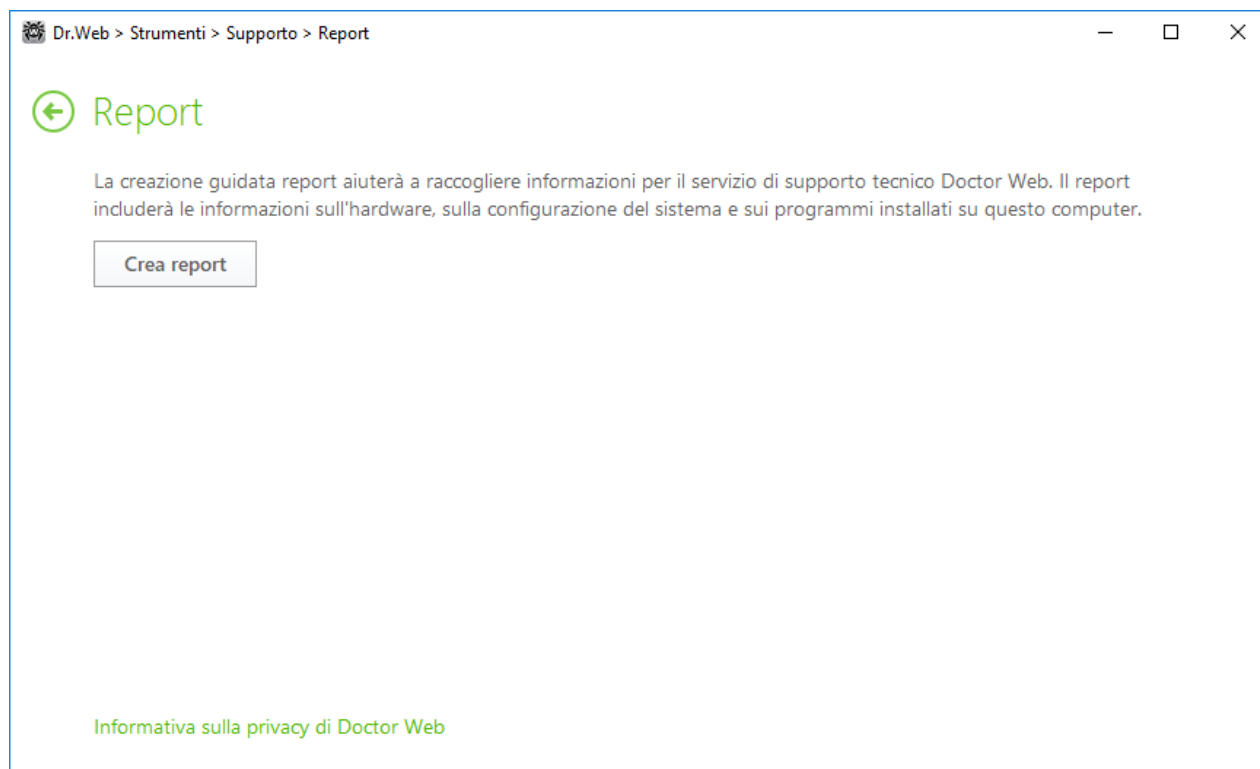 Dr.Web > Strumenti > Supporto > Report
Report
La creazione guidata report aiuterà a raccogliere informazioni per il servizio di supporto tecnico Doctor Web. Il report
includerà le informazioni sull'hardware, sulla configurazione del sistema e sui programmi installati su questo computer.
Crea report
Informativa sulla privacy di Doctor Web